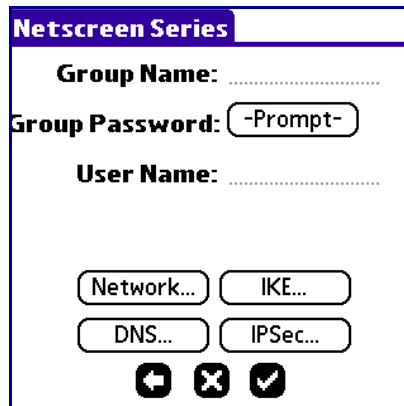 Netscreen Series
Group Name:
Group Password: -Prompt-
User Name:
Network... IKE...
DNS... IPSec...